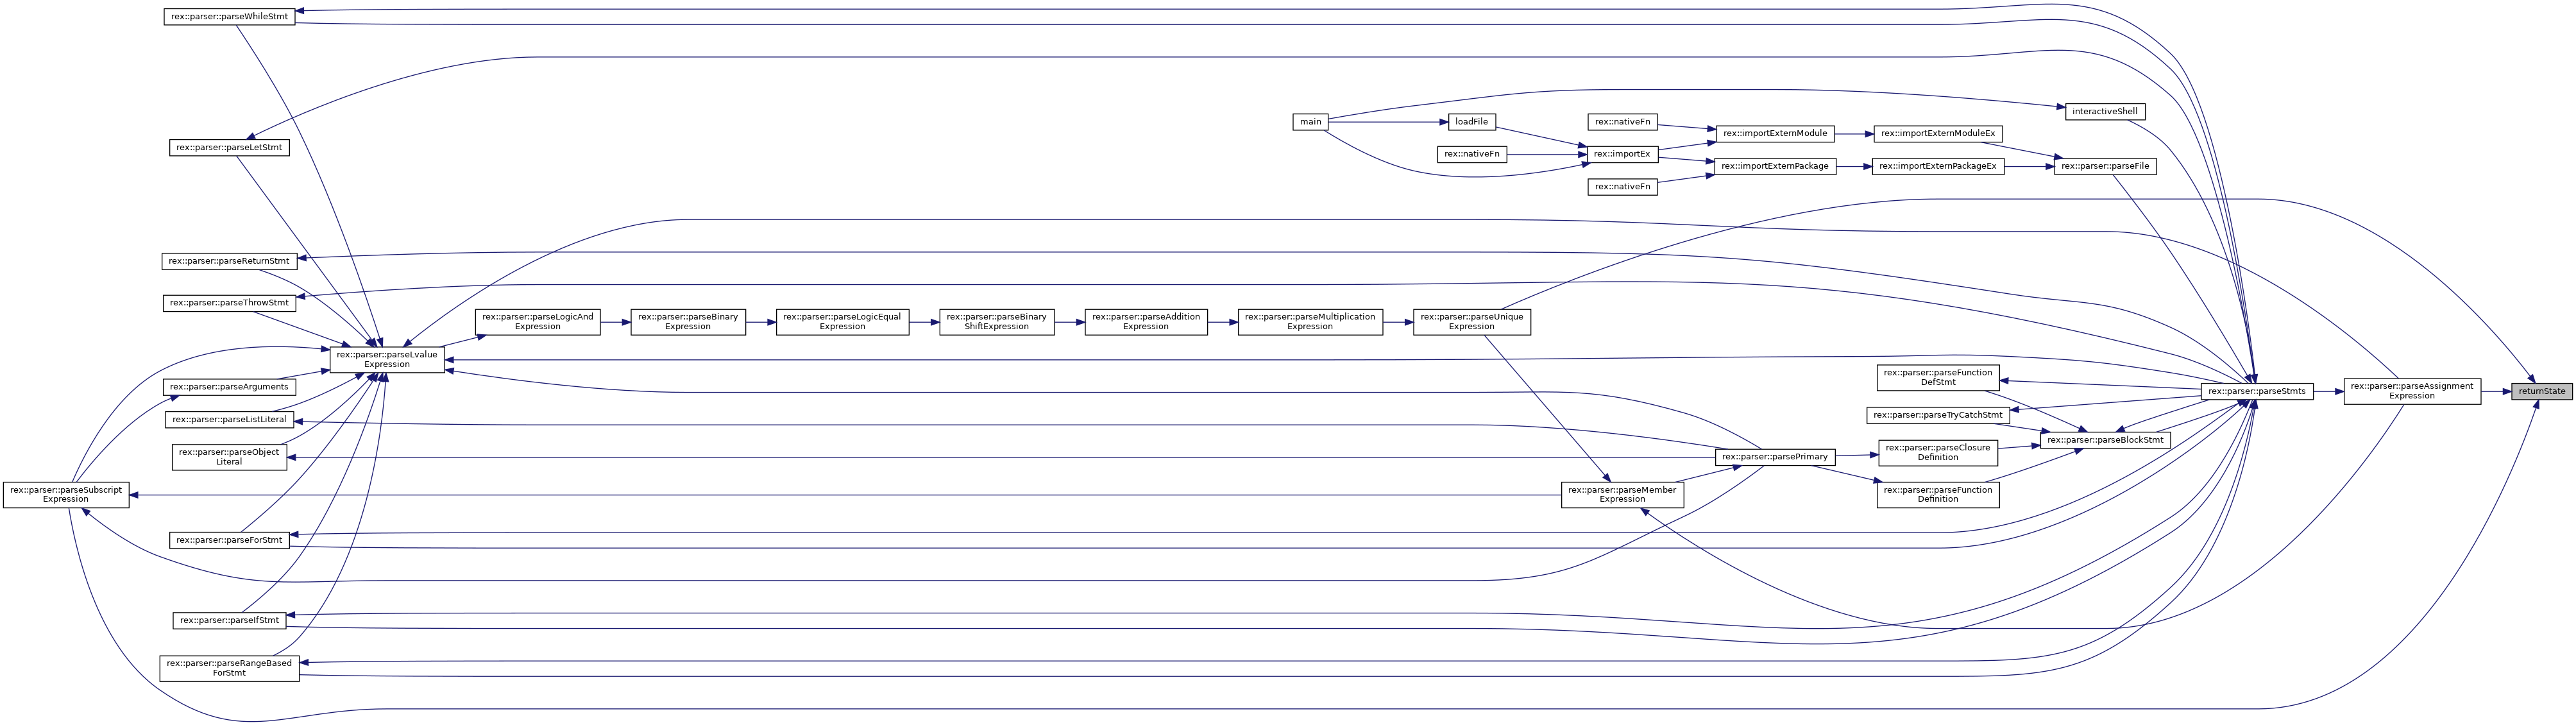 rex::parser::parseWhileStmt
rex::parser::parseLetStmt
rex::parser::parseReturnStmt
rex::parser::parseThrowStmt
rex::parser::parseLvalue
Expression
rex::parser::parseArguments
rex::parser::parseListLiteral
rex::parser::parseObject
Literal
rex::parser::parseSubscript
Expression
rex::parser::parseForStmt
rex::parser::parseIfStmt
rex::parser::parseRangeBased
ForStmt
rex::parser::parseLogicAnd
Expression
rex::parser::parseBinary
Expression
rex::parser::parseLogicEqual
Expression
rex::parser::parseBinary
ShiftExpression
rex::parser::parseAddition
Expression
rex::parser::parseMultiplication
Expression
rex::parser::parseUnique
Expression
main
loadFile
rex::nativeFn
rex::nativeFn
rex::importEx
rex::nativeFn
rex::importExternModule
rex::importExternPackage
rex::importExternModuleEx
rex::importExternPackageEx
interactiveShell
rex::parser::parseFile
rex::parser::parseFunction
DefStmt
rex::parser::parseTryCatchStmt
rex::parser::parseClosure
Definition
rex::parser::parseFunction
Definition
rex::parser::parsePrimary
rex::parser::parseMember
Expression
rex::parser::parseBlockStmt
rex::parser::parseStmts
rex::parser::parseAssignment
Expression
returnState